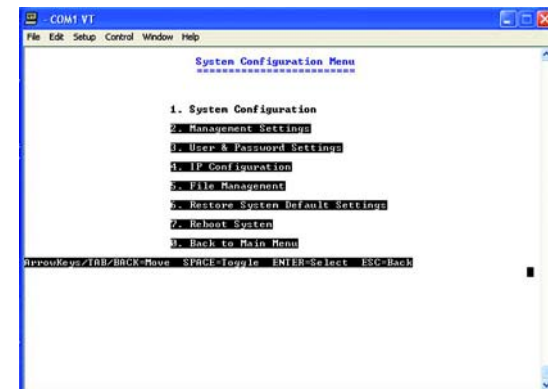 - COM1 VT
File Edit Setup Control Window Help
System Configuration Menu
=========================
1. System Configuration
2. Management Settings
3. User & Password Settings
4. IP Configuration
5. File Management
6. Restore System Default Settings
7. Reboot System
0. Back to Main Menu
ArrowKeys/TAB/BACK=Move SPACE=Toggle ENTER=Select ESC=Back